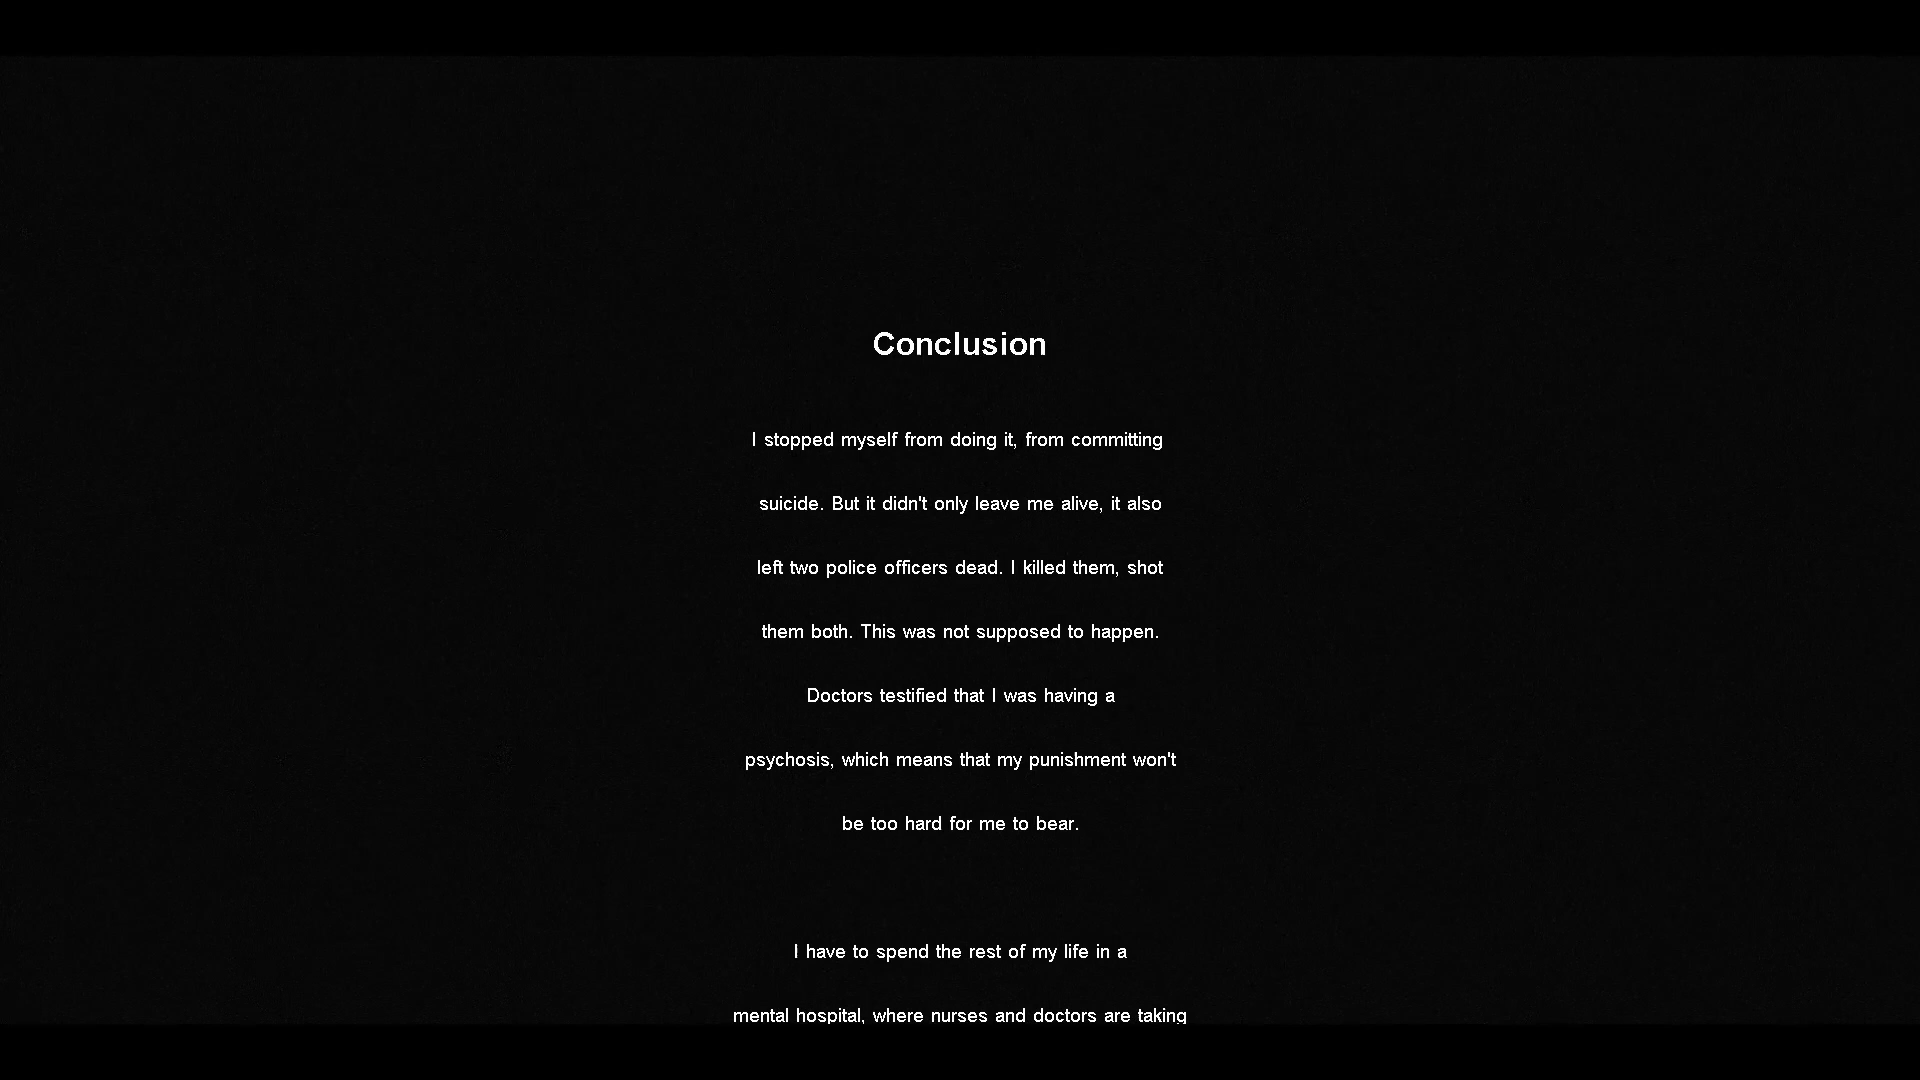 Conclusion
I stopped myself from doing it, from committing
suicide. But it didn't only leave me alive, it also
left two police officers dead. I killed them, shot
them both. This was not supposed to happen.
Doctors testified that I was having a
psychosis, which means that my punishment won't
be too hard for me to bear.
I have to spend the rest of my life in a
mental hospital, where nurses and doctors are taking